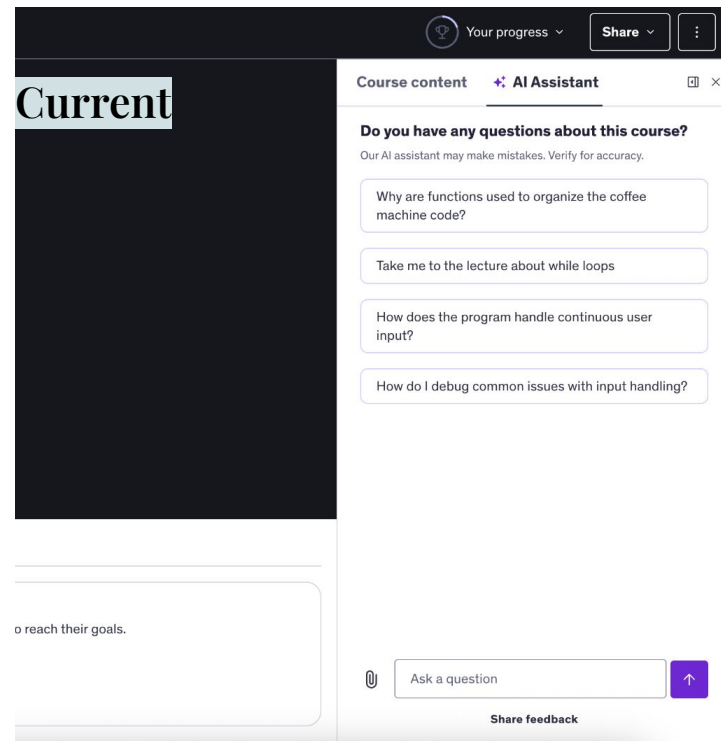 Your progress
Share
Current
Course content
AI Assistant
Do you have any questions about this course?
Our AI assistant may make mistakes. Verify for accuracy.
Why are functions used to organize the coffee
machine code?
Take me to the lecture about while loops
How does the program handle continuous user
input?
How do I debug common issues with input handling?
o reach their goals.
Ask a question
Share feedback